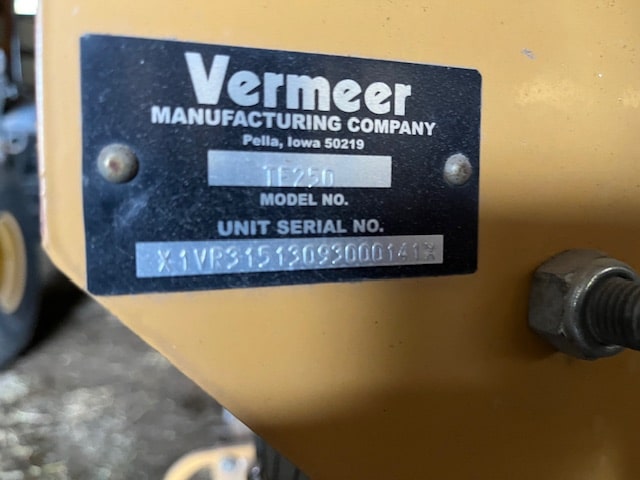 Vermeer
MANUFACTURING COMPANY
Pella, Iowa 50219
TE250
MODEL NO.
UNIT SERIAL NO.
X1VR31513093000141X